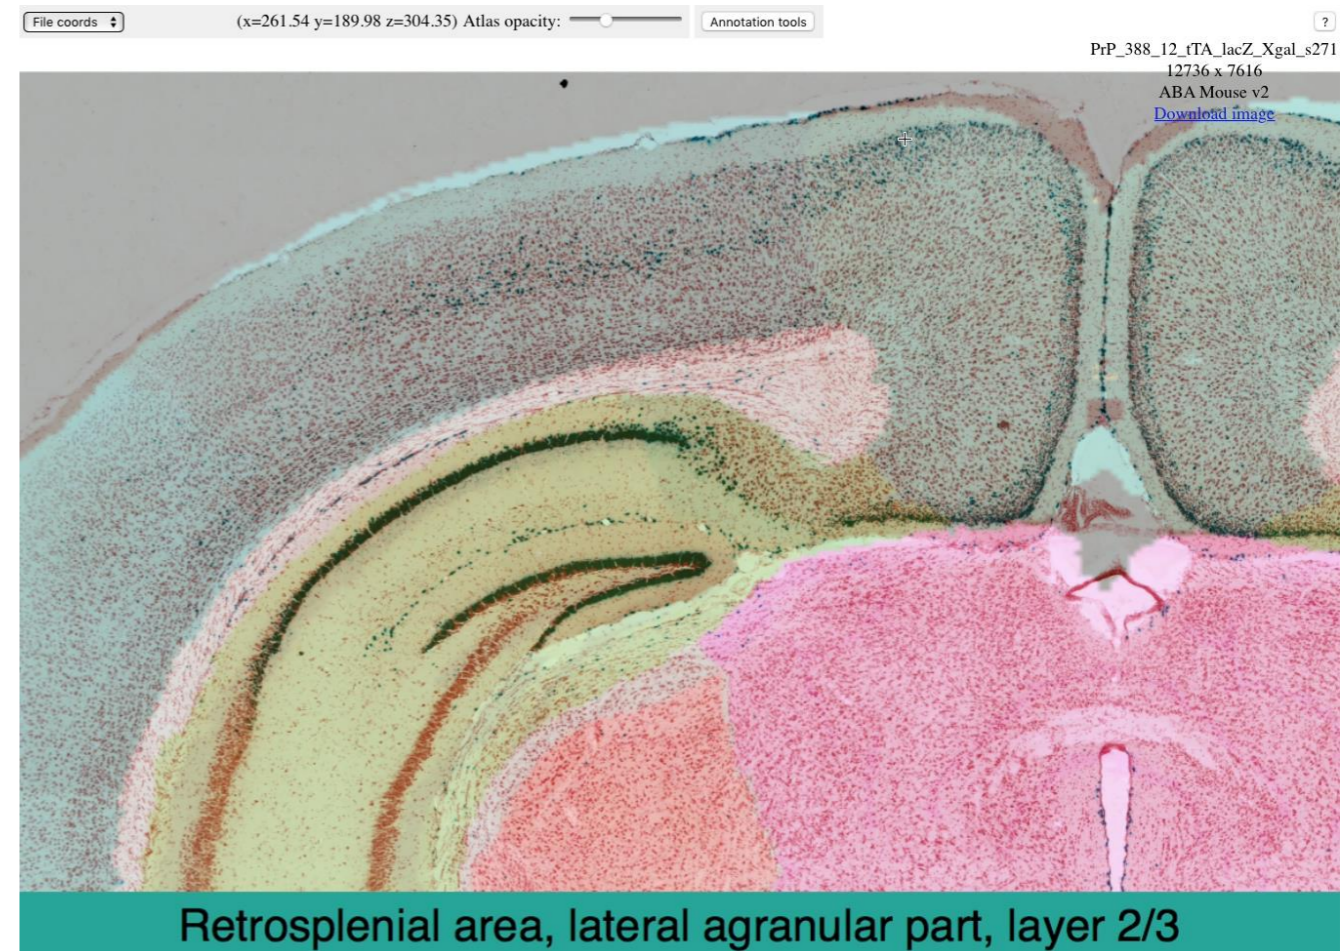 File coords (x=261.54 y=189.98 z=304.35) Atlas opacity: Annotation tools ?
PrP_388_12_tTA_lacZ_Xgal_s271
12736 x 7616
ABA Mouse v2
Download image
Retrosplenial area, lateral agranular part, layer 2/3